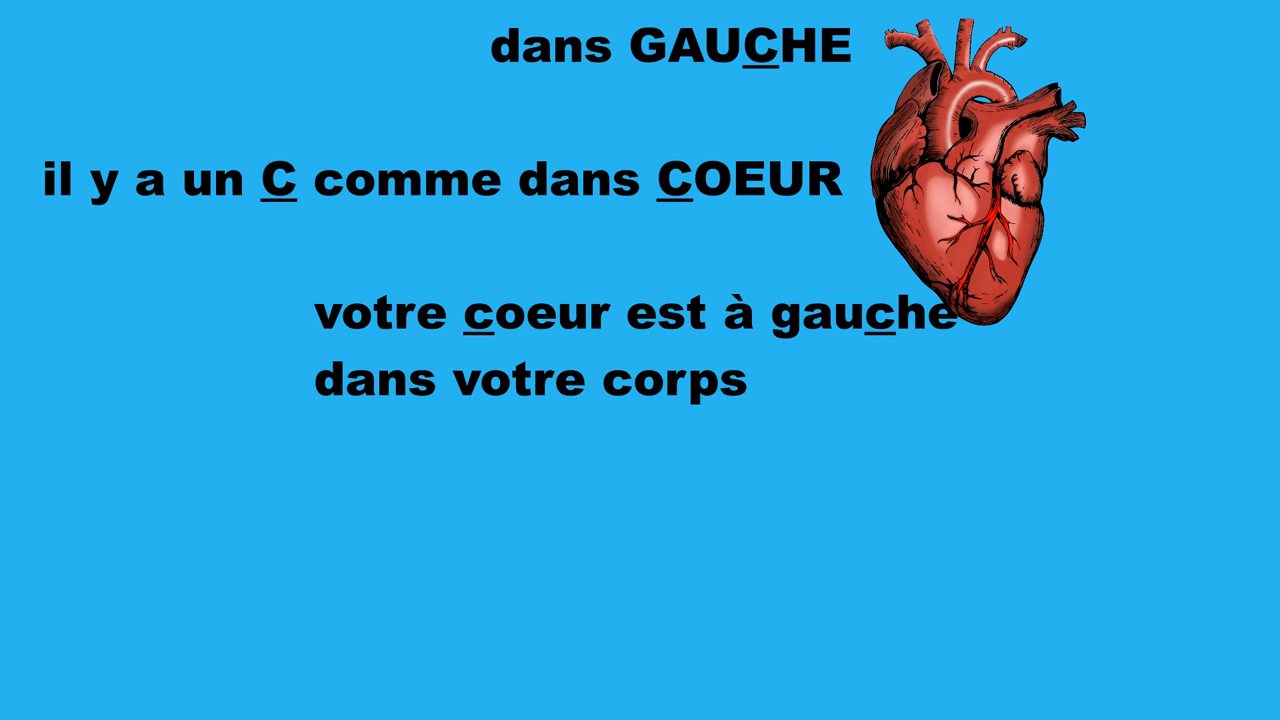 dans GAUCHE
il y a un C comme dans COEUR
votre coeur est à gauche
dans votre corps